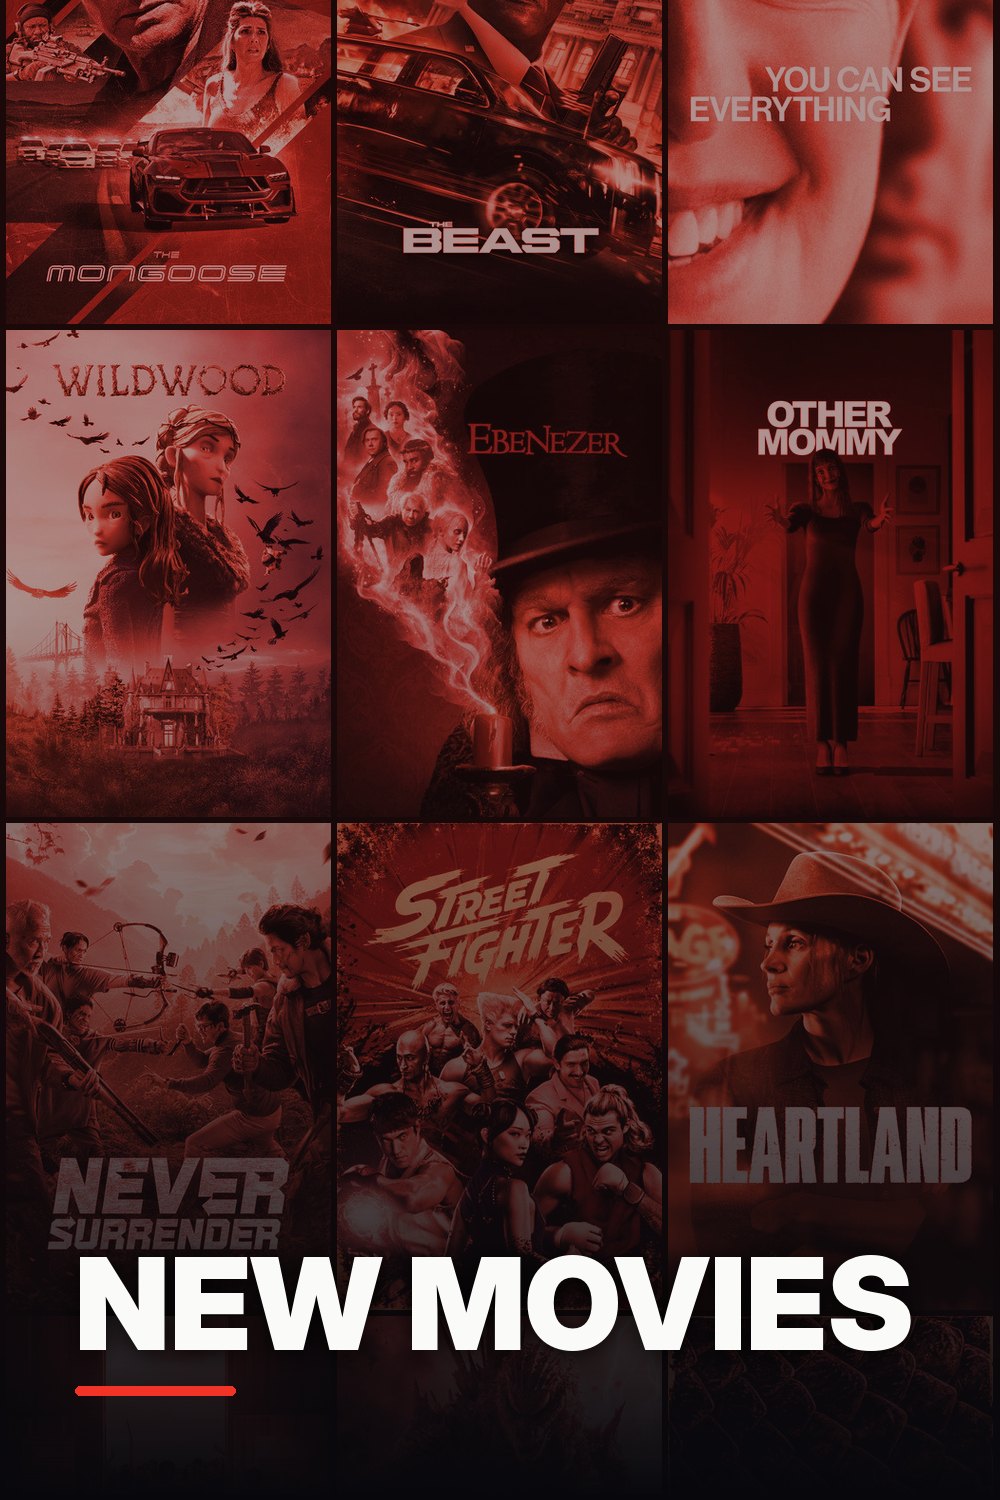 YOU CAN SEE
EVERYTHING
THE
BEAST
THE
MONGOOSE
WILDWOOD
EBENEZER
OTHER
MOMMY
STREET
FIGHTER
HEARTLAND
NEVER
SURRENDER
NEW MOVIES